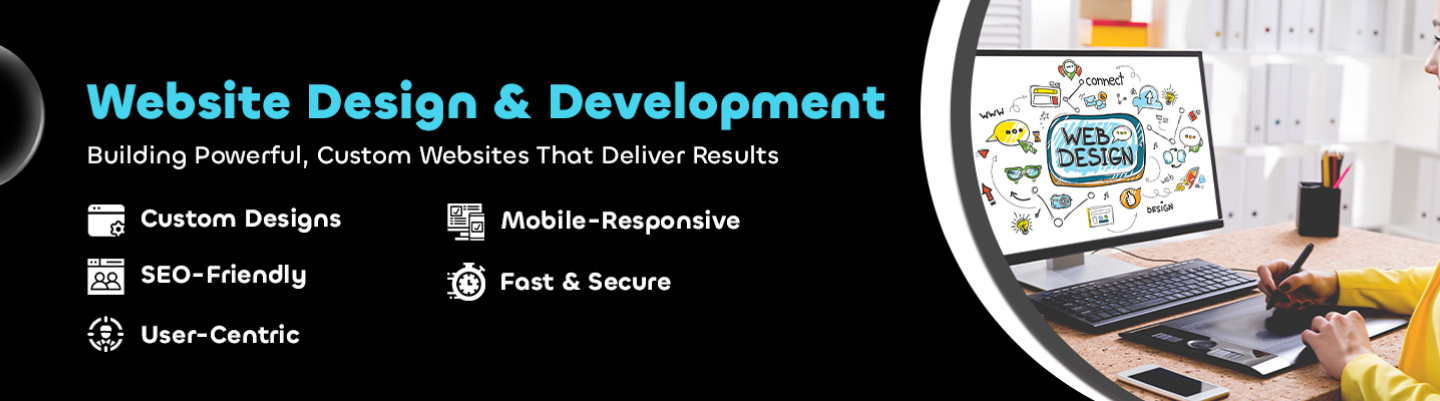 Website Design & Development
Building Powerful, Custom Websites That Deliver Results
Custom Designs
Mobile-Responsive
SEO-Friendly
Fast & Secure
User-Centric
connect
www
WEB
DESIGN
web
DESIGN